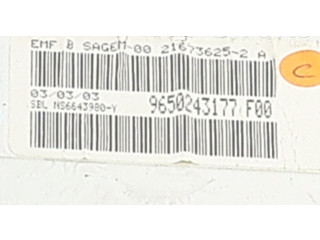 EMF B SAGEM-00 21673625-2 A
03/03/03
SBL NS6643980-Y 9650243177 F00
C